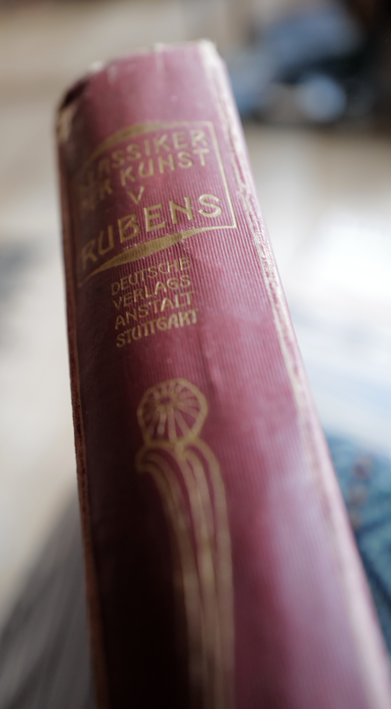 KLASSIKER
DER KUNST
V
RUBENS
DEUTSCHE
VERLAGS
ANSTALT
STUTTGART